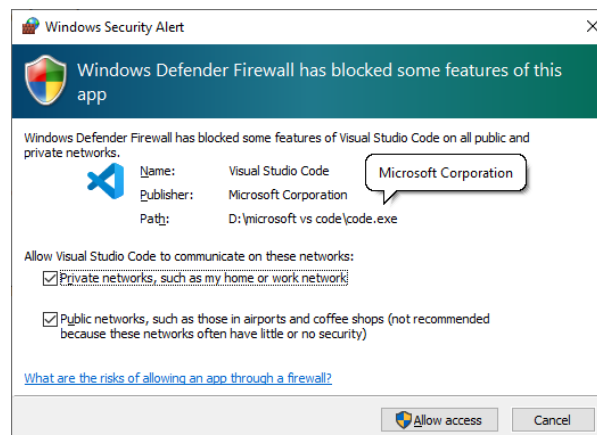 Windows Security Alert
Windows Defender Firewall has blocked some features of this
app
Windows Defender Firewall has blocked some features of Visual Studio Code on all public and
private networks.
Name: Visual Studio Code
Publisher: Microsoft Corporation
Path: D:\microsoft vs code\code.exe
Microsoft Corporation
Allow Visual Studio Code to communicate on these networks:
Private networks, such as my home or work network
Public networks, such as those in airports and coffee shops (not recommended
because these networks often have little or no security)
What are the risks of allowing an app through a firewall?
Allow access Cancel